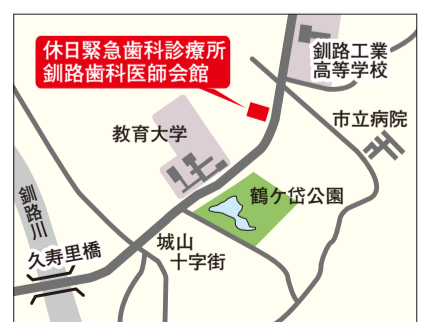 休日緊急歯科診療所
釧路歯科医師会館
釧路工業
高等学校
教育大学
市立病院
鶴ケ岱公園
釧路川
久寿里橋
城山
十字街